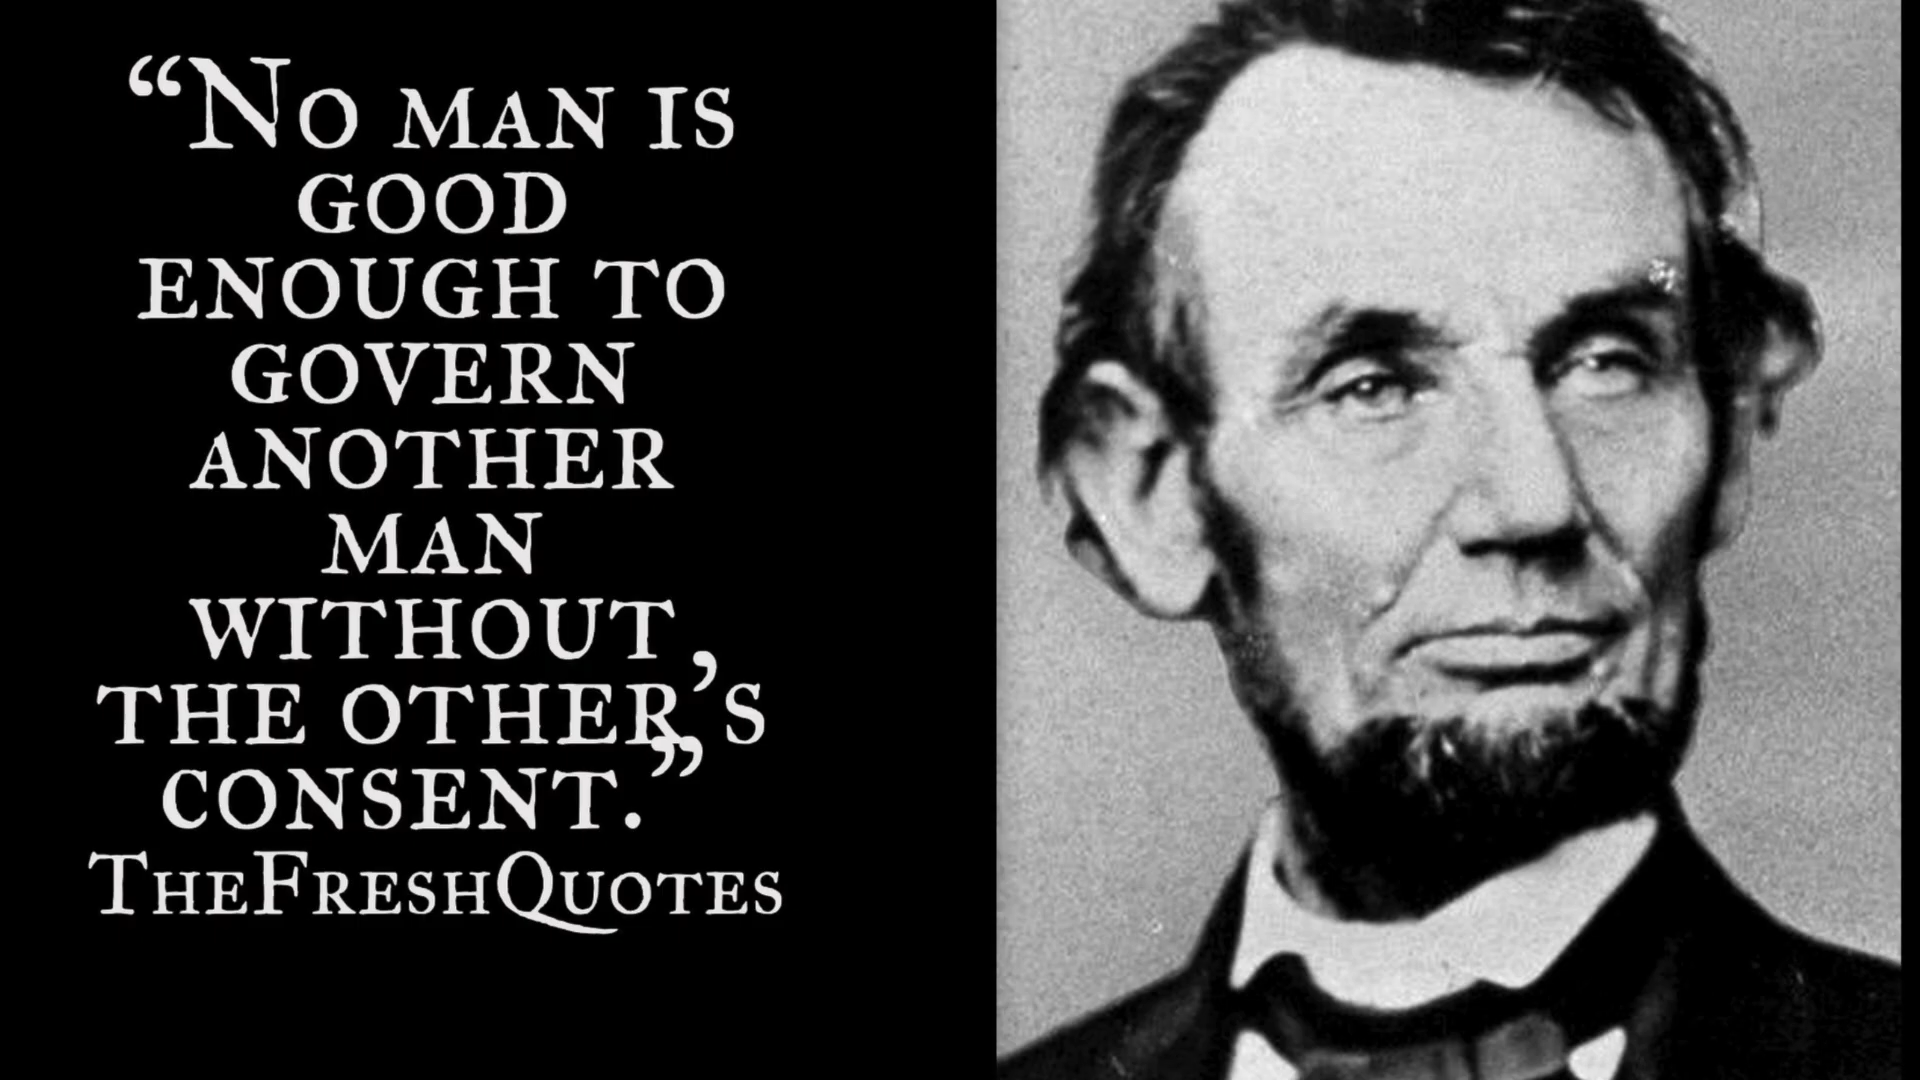 “No man is
good
enough to
govern
another
man
without
the other’s
consent.”
TheFreshQuotes